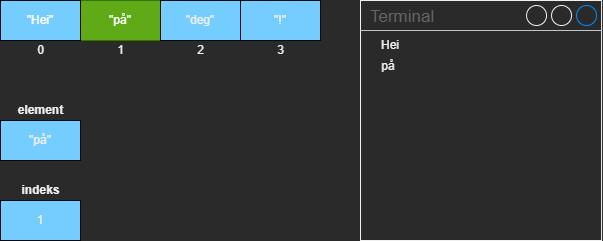 "Hei" "på" "deg" "!"
0 1 2 3
element
"på"
indeks
1
Terminal
Hei
på